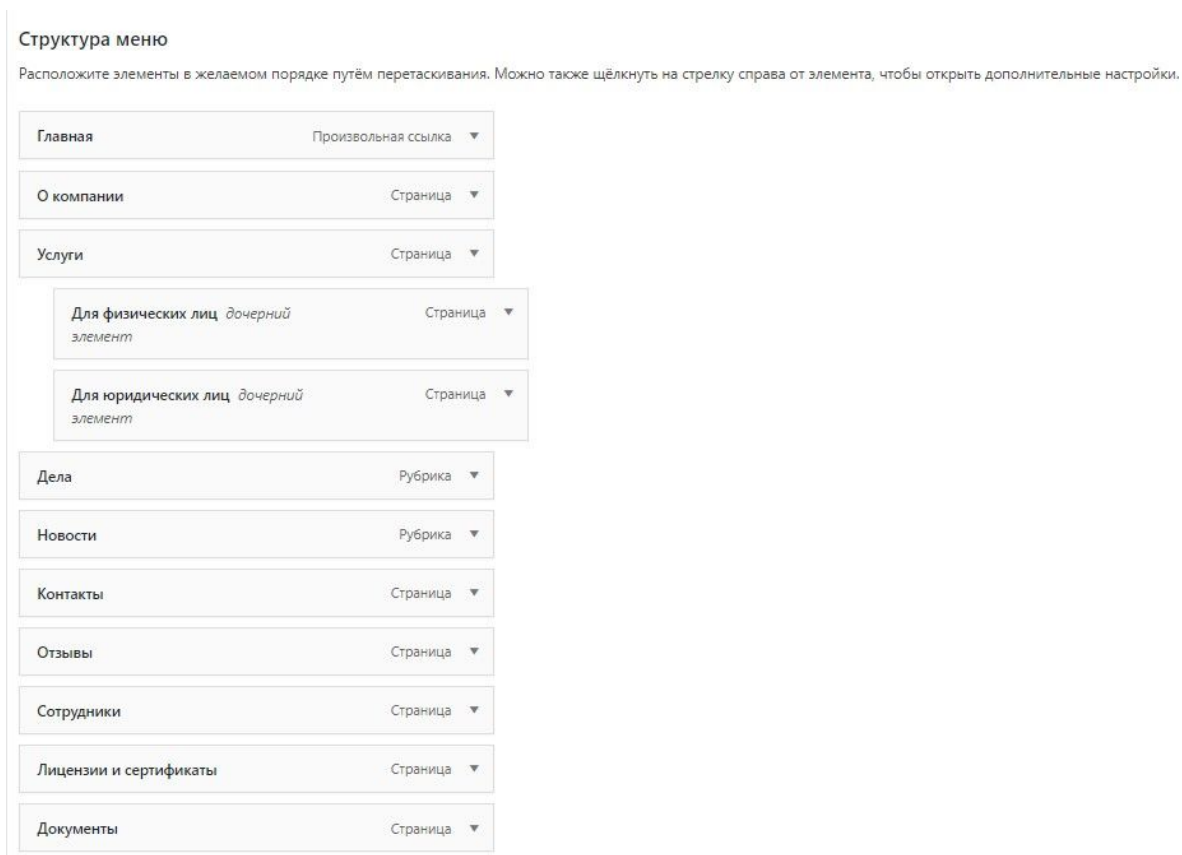 Структура меню
Расположите элементы в желаемом порядке путём перетаскивания. Можно также щёлкнуть на стрелку справа от элемента, чтобы открыть дополнительные настройки.
Главная Произвольная ссылка
О компании Страница
Услуги Страница
Для физических лиц дочерний Страница
элемент
Для юридических лиц дочерний Страница
элемент
Дела Рубрика
Новости Рубрика
Контакты Страница
Отзывы Страница
Сотрудники Страница
Лицензии и сертификаты Страница
Документы Страница